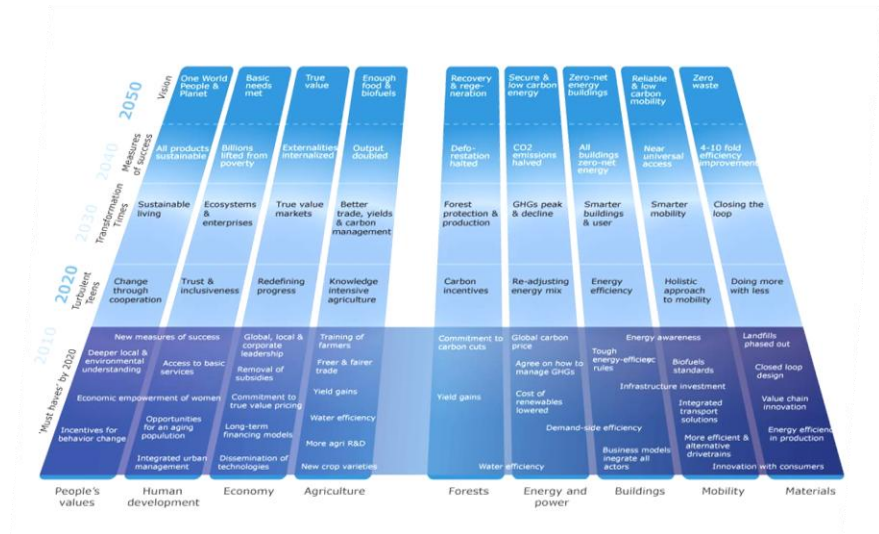 2050
Vision
One World
People &
Planet
Basic
needs
met
True
value
Enough
food &
biofuels
Recovery
& rege-
neration
Secure &
low carbon
energy
Zero-net
energy
buildings
Reliable
& low
carbon
mobility
Zero
waste
2040
Measures
of success
All products
sustainable
Billions
lifted from
poverty
Externalities
internalized
Output
doubled
Defo-
restation
halted
CO2
emissions
halved
All
buildings
zero-net
energy
Near
universal
access
4-10 fold
efficiency
improvement
2030
Transformation
Times
Sustainable
living
Ecosystems
&
enterprises
True value
markets
Better
trade, yields
& carbon
management
Forest
protection &
production
GHGs peak
& decline
Smarter
buildings
& user
Smarter
mobility
Closing the
loop
2020
Turbulent
Teens
Change
through
cooperation
Trust &
inclusiveness
Redefining
progress
Knowledge
intensive
agriculture
Carbon
incentives
Re-adjusting
energy mix
Energy
efficiency
Holistic
approach
to mobility
Doing more
with less
2010
'Must haves' by 2020
New measures of success
Deeper local &
environmental
understanding
Access to basic
services
Economic empowerment of women
Incentives for
behavior change
Opportunities
for an aging
population
Integrated urban
management
Global, local &
corporate
leadership
Removal of
subsidies
Commitment to
true value pricing
Long-term
financing models
Dissemination of
technologies
Training of
farmers
Freer & fairer
trade
Yield gains
Water efficiency
More agri R&D
New crop varieties
Commitment to
carbon cuts
Yield gains
Water efficiency
Global carbon
price
Agree on how to
manage GHGs
Cost of
renewables
lowered
Demand-side efficiency
Energy awareness
Tough
energy-efficiecy
rules
Infrastructure investment
Business models
inegrate all
actors
Biofuels
standards
Integrated
transport
solutions
More efficient &
alternative
drivetrains
Innovation with consumers
Landfills
phased out
Closed loop
design
Value chain
innovation
Energy efficienc
in production
People's
values
Human
development
Economy
Agriculture
Forests
Energy and
power
Buildings
Mobility
Materials